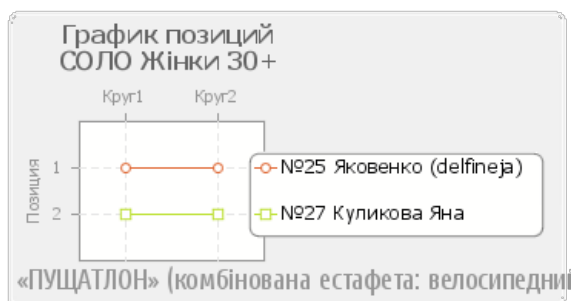 График позиций
СОЛО Жінки 30+
Круг1 Круг2
Позиция
1
2
№25 Яковенко (delfineja)
№27 Куликова Яна
«ПУЩАТЛОН» (комбінована естафета: велосипедний